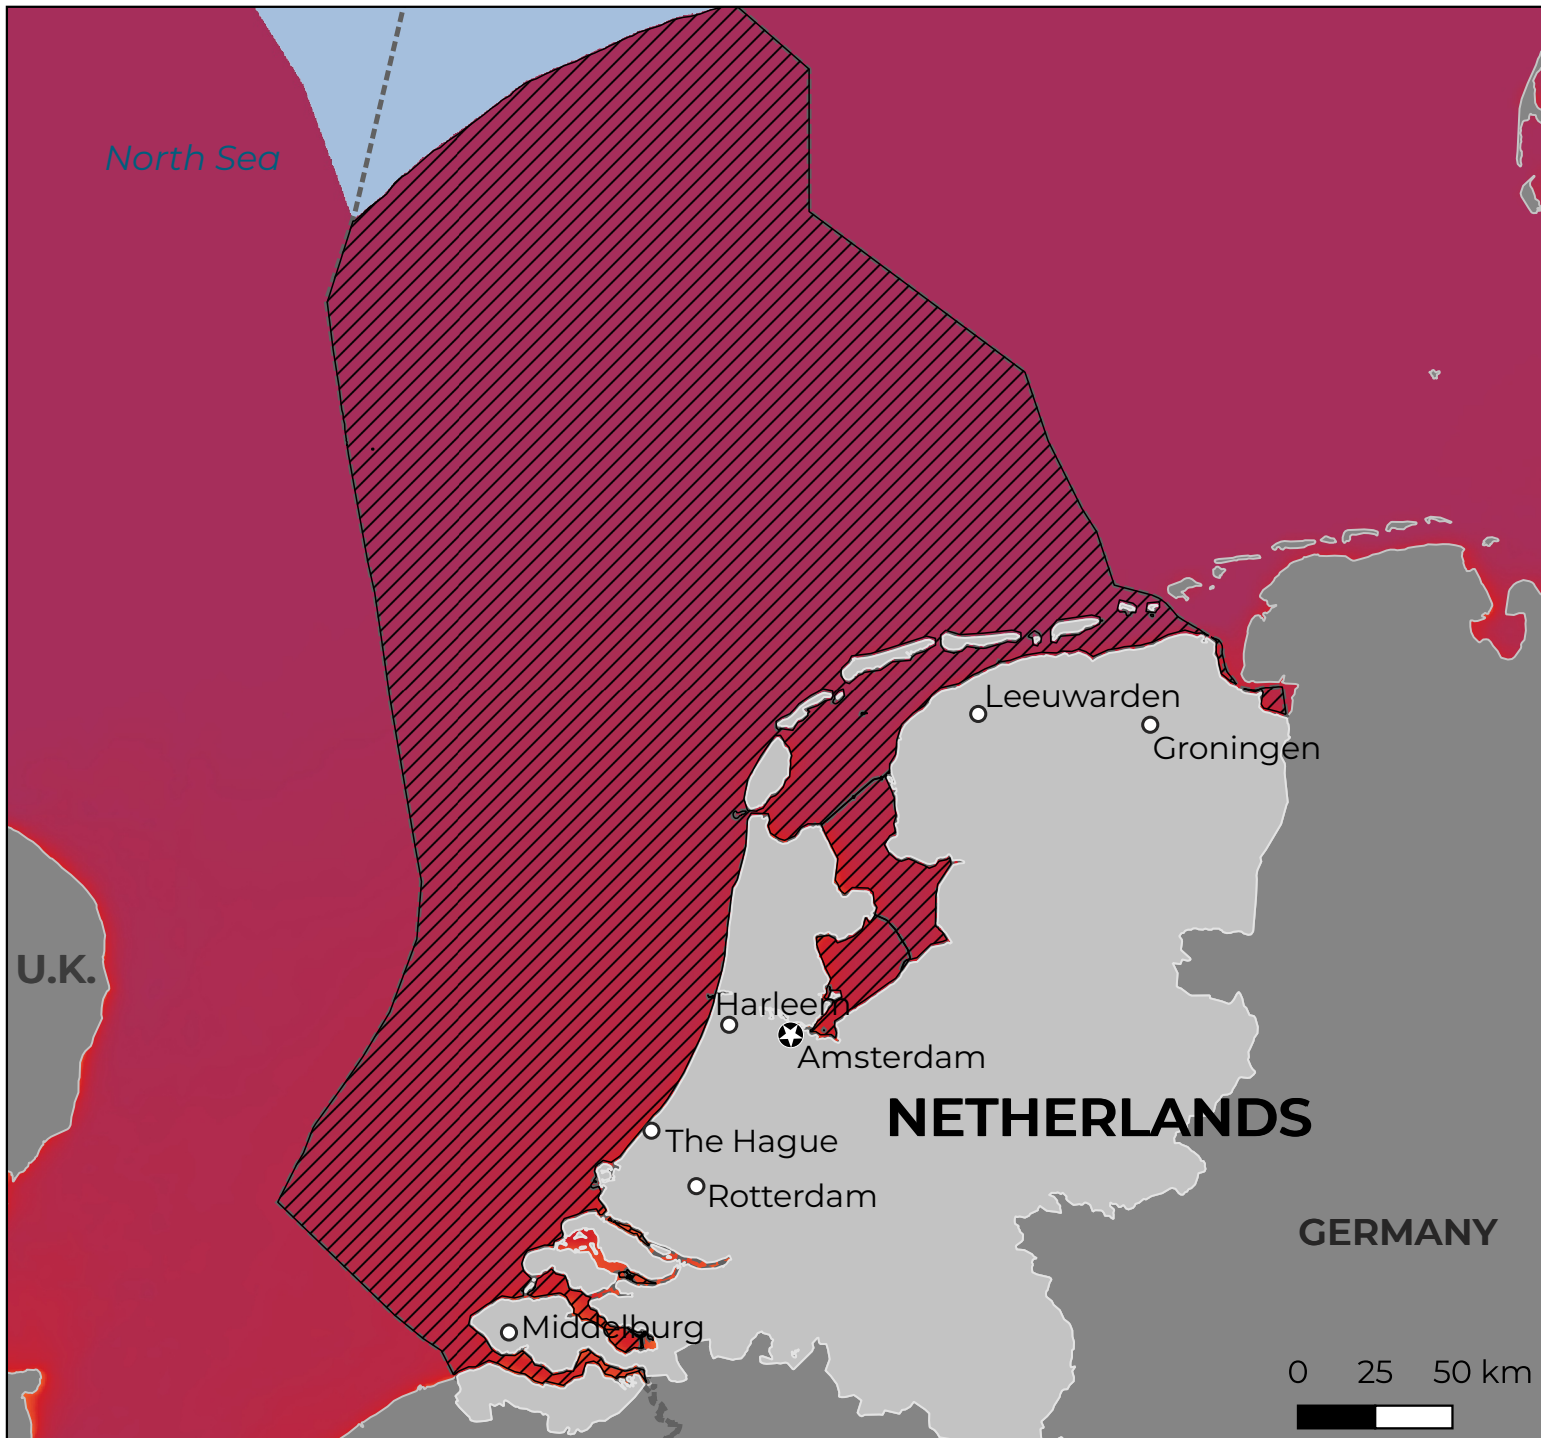 North Sea
Leeuwarden
Groningen
U.K.
Harleem
Amsterdam
NETHERLANDS
The Hague
Rotterdam
GERMANY
Middelburg
0 25 50 km